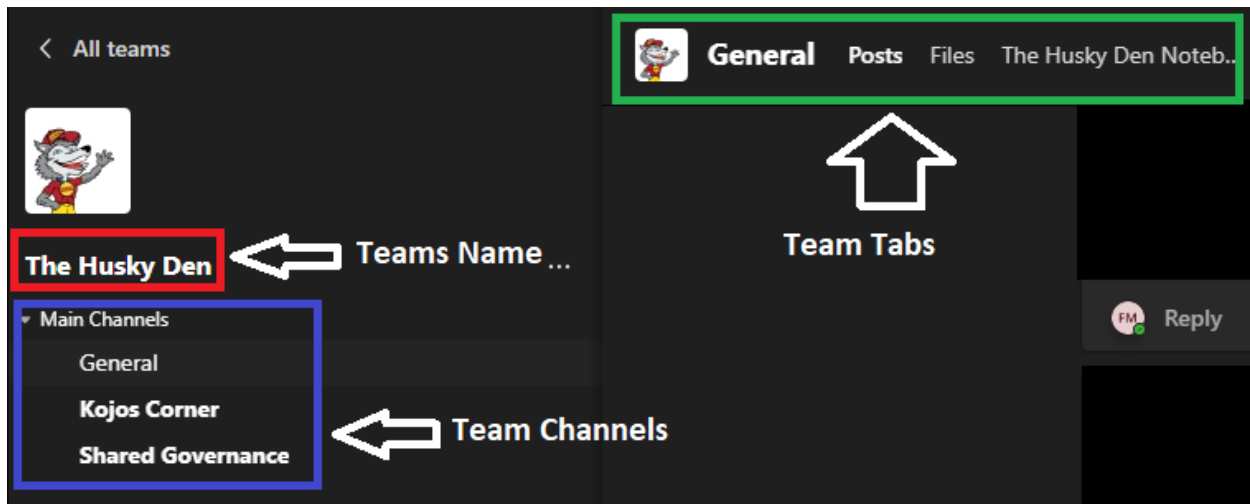 All teams
The Husky Den
Teams Name ...
Main Channels
General
Kojos Corner
Shared Governance
Team Channels
General Posts Files The Husky Den Noteb..
Team Tabs
FM Reply